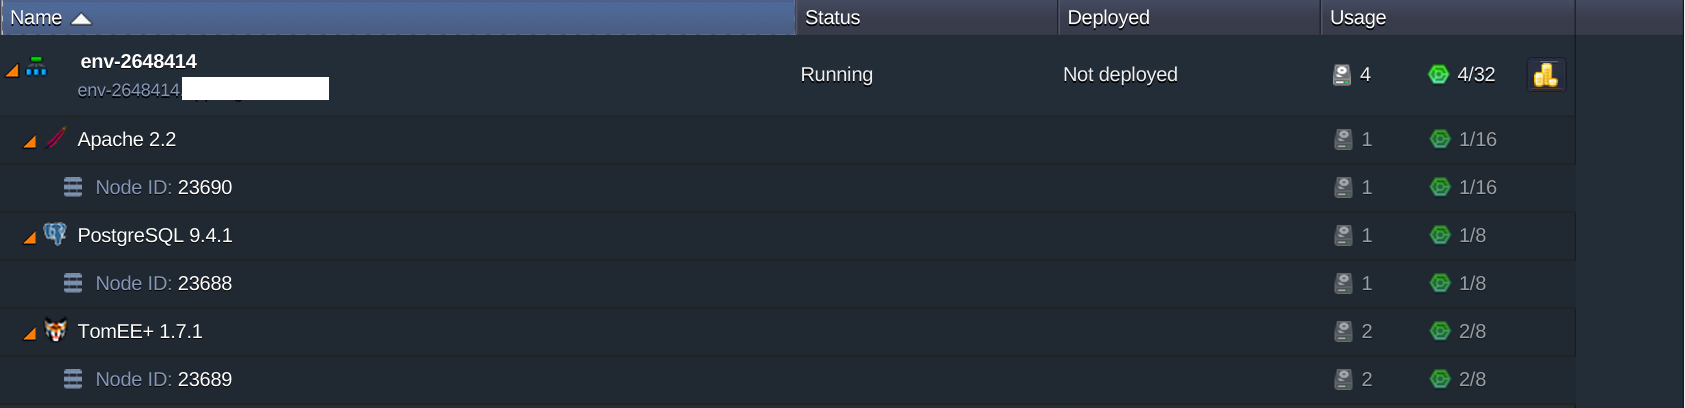 Name Status Deployed Usage
env-2648414 Running Not deployed 4 4/32
env-2648414
Apache 2.2 1 1/16
Node ID: 23690 1 1/16
PostgreSQL 9.4.1 1 1/8
Node ID: 23688 1 1/8
TomEE+ 1.7.1 2 2/8
Node ID: 23689 2 2/8